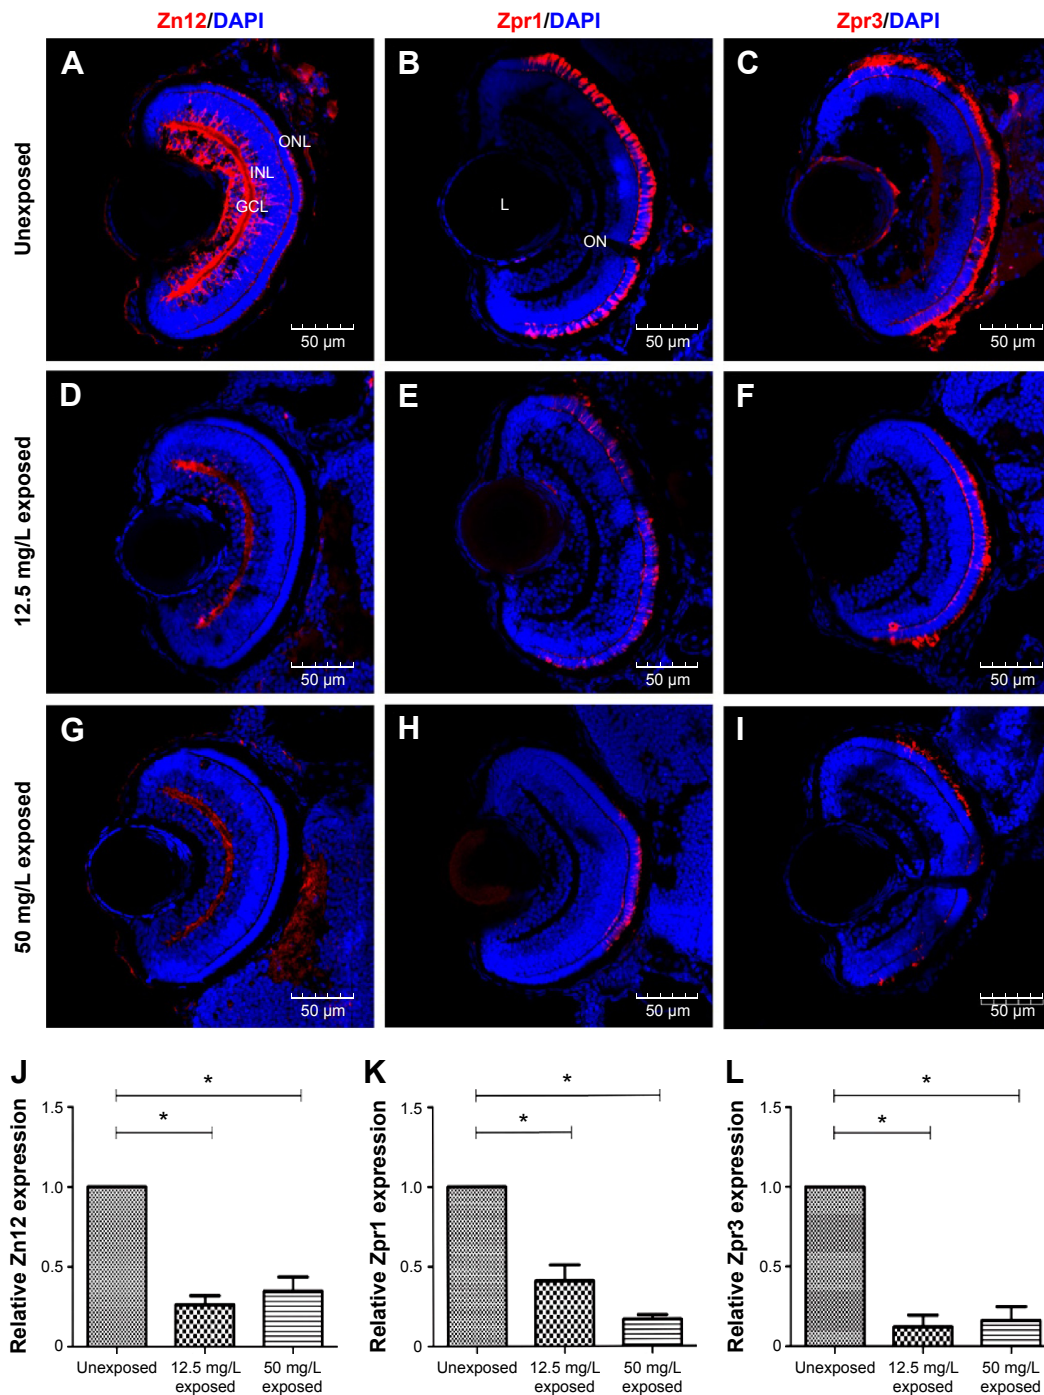 Zn12/DAPI
Zpr1/DAPI
Zpr3/DAPI
Unexposed
A
ONL
INL
GCL
50 µm
B
L
ON
50 µm
C
50 µm
12.5 mg/L exposed
D
50 µm
E
50 µm
F
50 µm
50 mg/L exposed
G
50 µm
H
50 µm
I
50 µm
J
Relative Zn12 expression
1.5
1.0
0.5
0
*
*
Unexposed
12.5 mg/L
exposed
50 mg/L
exposed
K
Relative Zpr1 expression
1.5
1.0
0.5
0
*
*
Unexposed
12.5 mg/L
exposed
50 mg/L
exposed
L
Relative Zpr3 expression
1.5
1.0
0.5
0
*
*
Unexposed
12.5 mg/L
exposed
50 mg/L
exposed